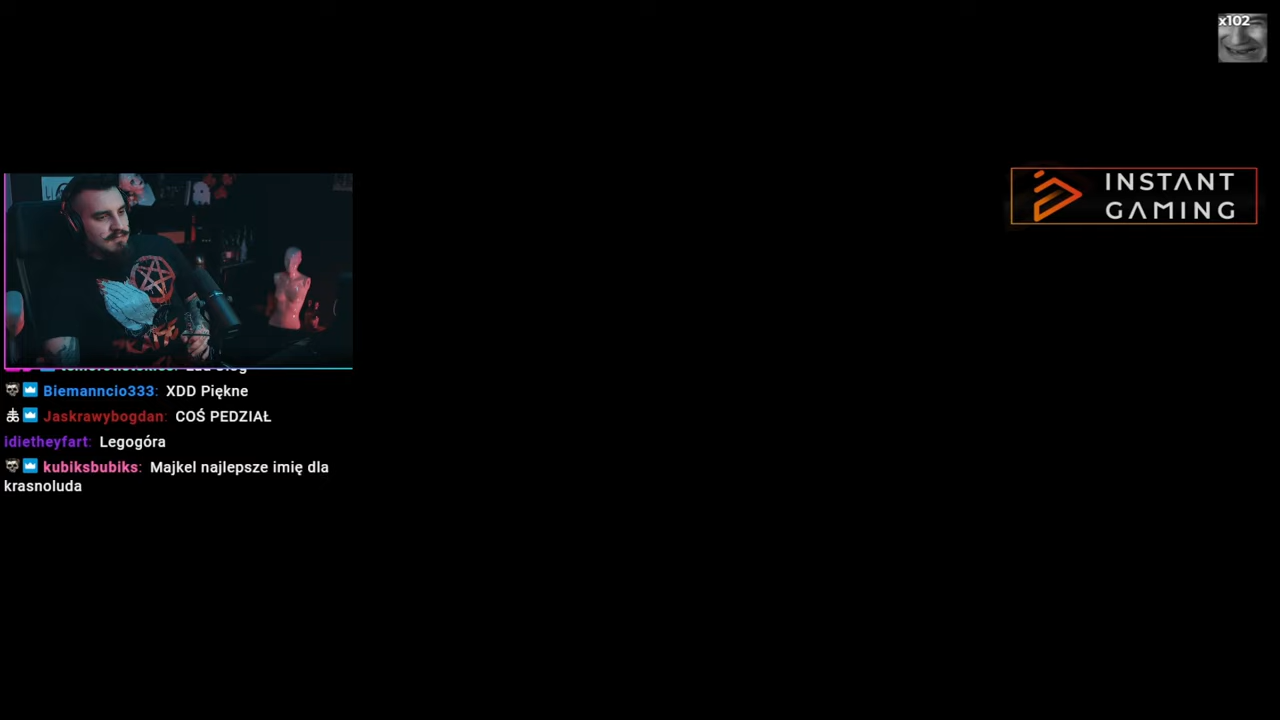 x102
INSTANT
GAMING
Biemanncio333: XDD Piękne
Jaskrawybogdan: COŚ PEDZIAŁ
idietheyfart: Legogóra
kubiksbubiks: Majkel najlepsze imię dla
krasnoluda